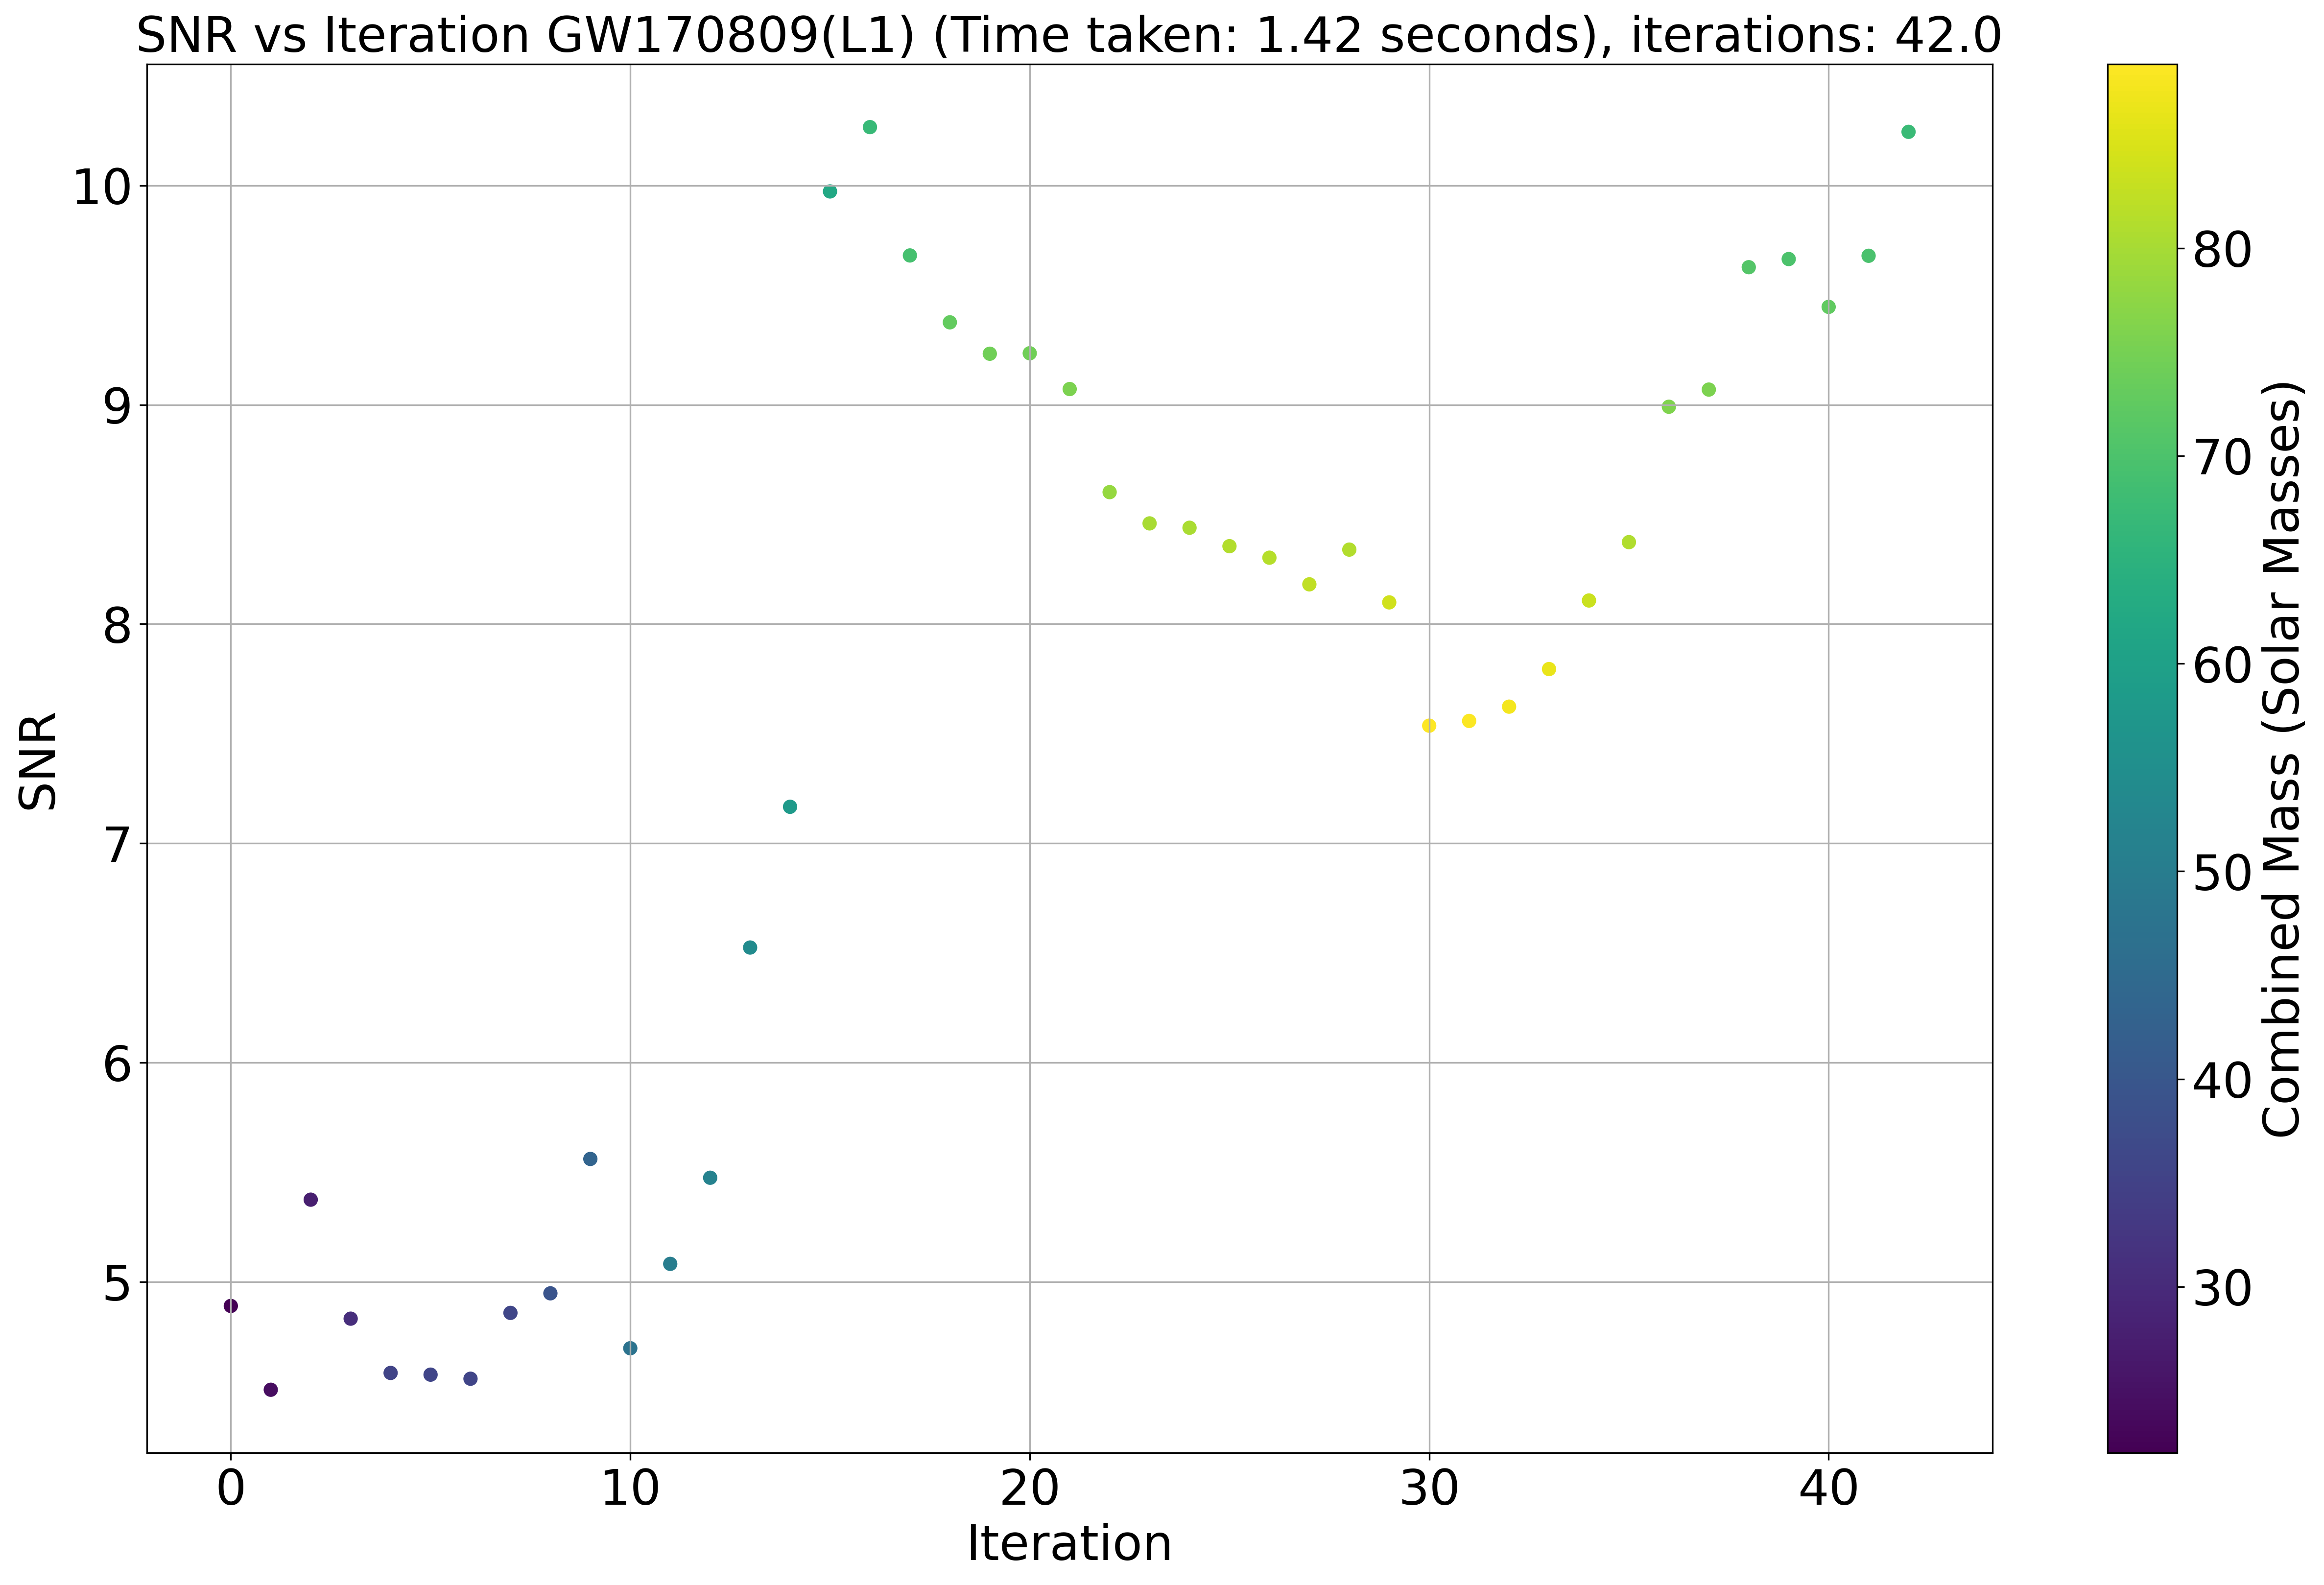 SNR vs Iteration GW170809(L1) (Time taken: 1.42 seconds), iterations: 42.0
10
9
8
7
6
5
SNR
0 10 20 30 40
Iteration
80
70
60
50
40
30
Combined Mass (Solar Masses)